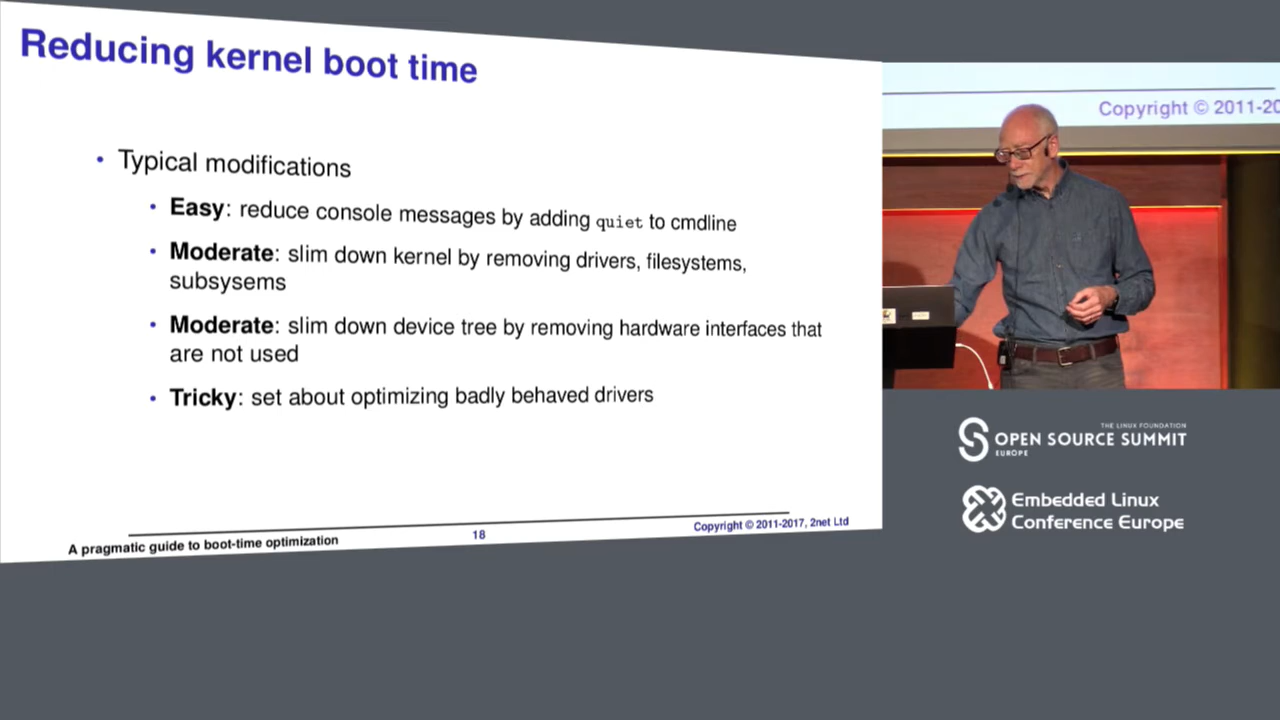 Reducing kernel boot time
• Typical modifications
• Easy: reduce console messages by adding quiet to cmdline
• Moderate: slim down kernel by removing drivers, filesystems,
subsysems
• Moderate: slim down device tree by removing hardware interfaces that
are not used
• Tricky: set about optimizing badly behaved drivers
A pragmatic guide to boot-time optimization
18
Copyright © 2011-2017, 2net Ltd
Copyright © 2011-20
THE LINUX FOUNDATION
OPEN SOURCE SUMMIT
EUROPE
Embedded Linux
Conference Europe